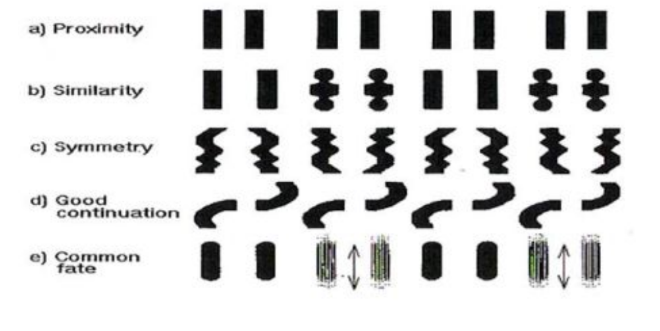 a) Proximity
b) Similarity
c) Symmetry
d) Good
continuation
e) Common
fate